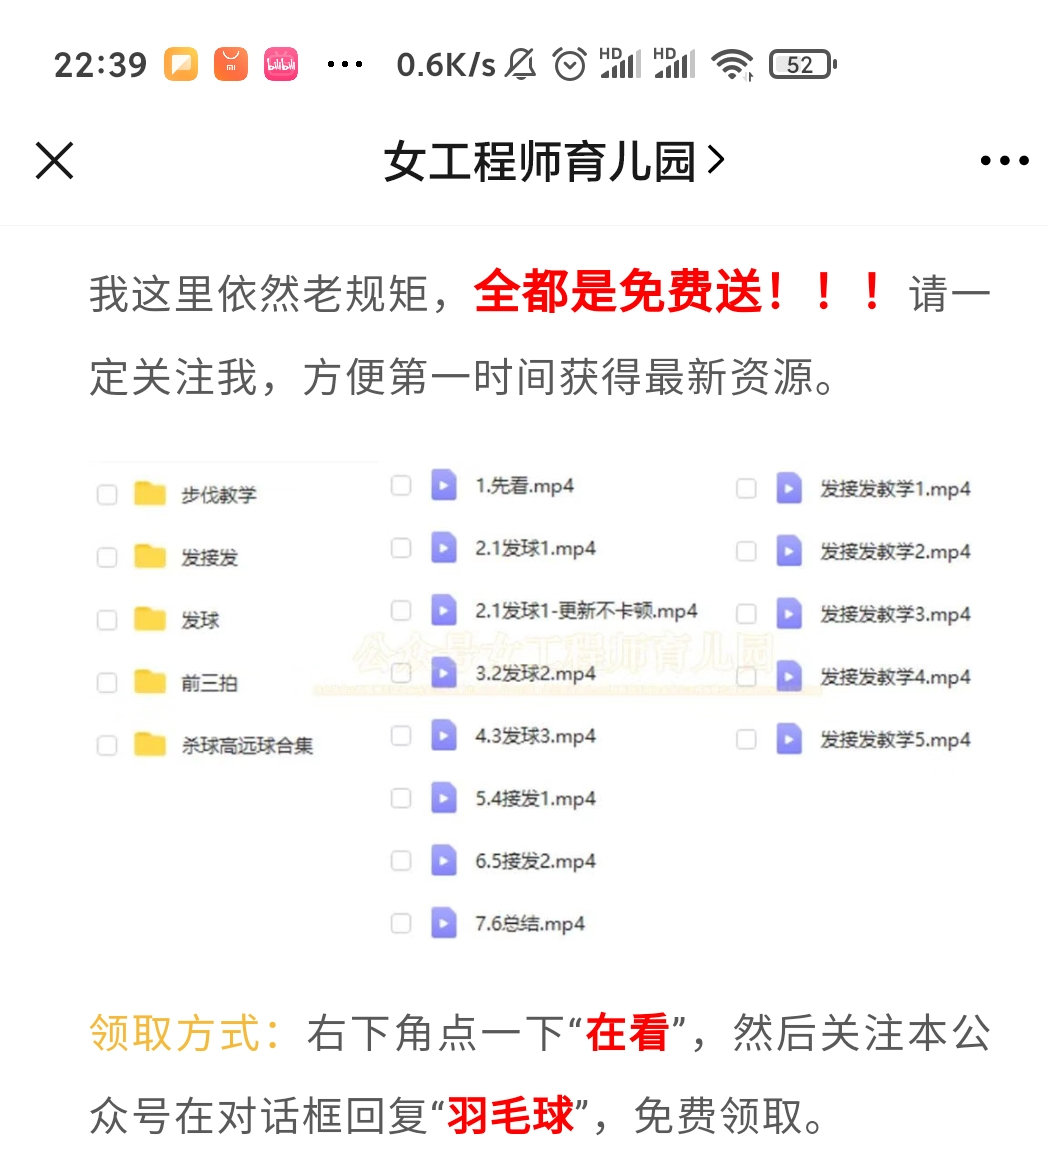 22:39 0.6K/s HD HD 52
女工程师育儿园
我这里依然老规矩，全都是免费送！！！请一
定关注我，方便第一时间获得最新资源。
步伐教学
发接发
发球
前三拍
杀球高远球合集
1.先看.mp4
2.1发球1.mp4
2.1发球1-更新不卡顿.mp4
3.2发球2.mp4
4.3发球3.mp4
5.4接发1.mp4
6.5接发2.mp4
7.6总结.mp4
发接发教学1.mp4
发接发教学2.mp4
发接发教学3.mp4
发接发教学4.mp4
发接发教学5.mp4
公众号女工程师育儿园
领取方式：右下角点一下“在看”，然后关注本公
众号在对话框回复“羽毛球”，免费领取。